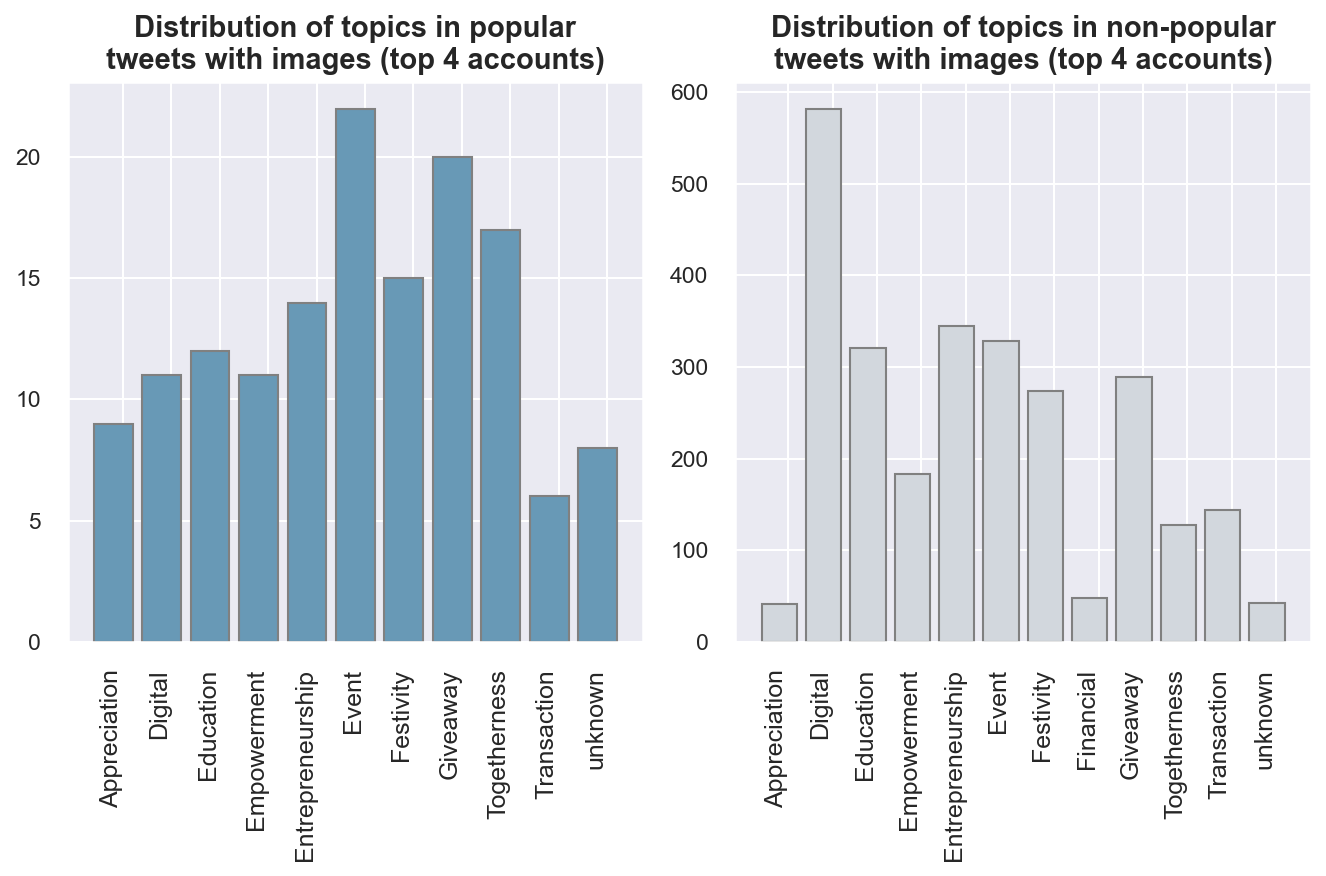 Distribution of topics in popular
tweets with images (top 4 accounts)
20
15
10
5
0
Appreciation
Digital
Education
Empowerment
Entrepreneurship
Event
Festivity
Giveaway
Togetherness
Transaction
unknown
Distribution of topics in non-popular
tweets with images (top 4 accounts)
600
500
400
300
200
100
0
Appreciation
Digital
Education
Empowerment
Entrepreneurship
Event
Festivity
Financial
Giveaway
Togetherness
Transaction
unknown